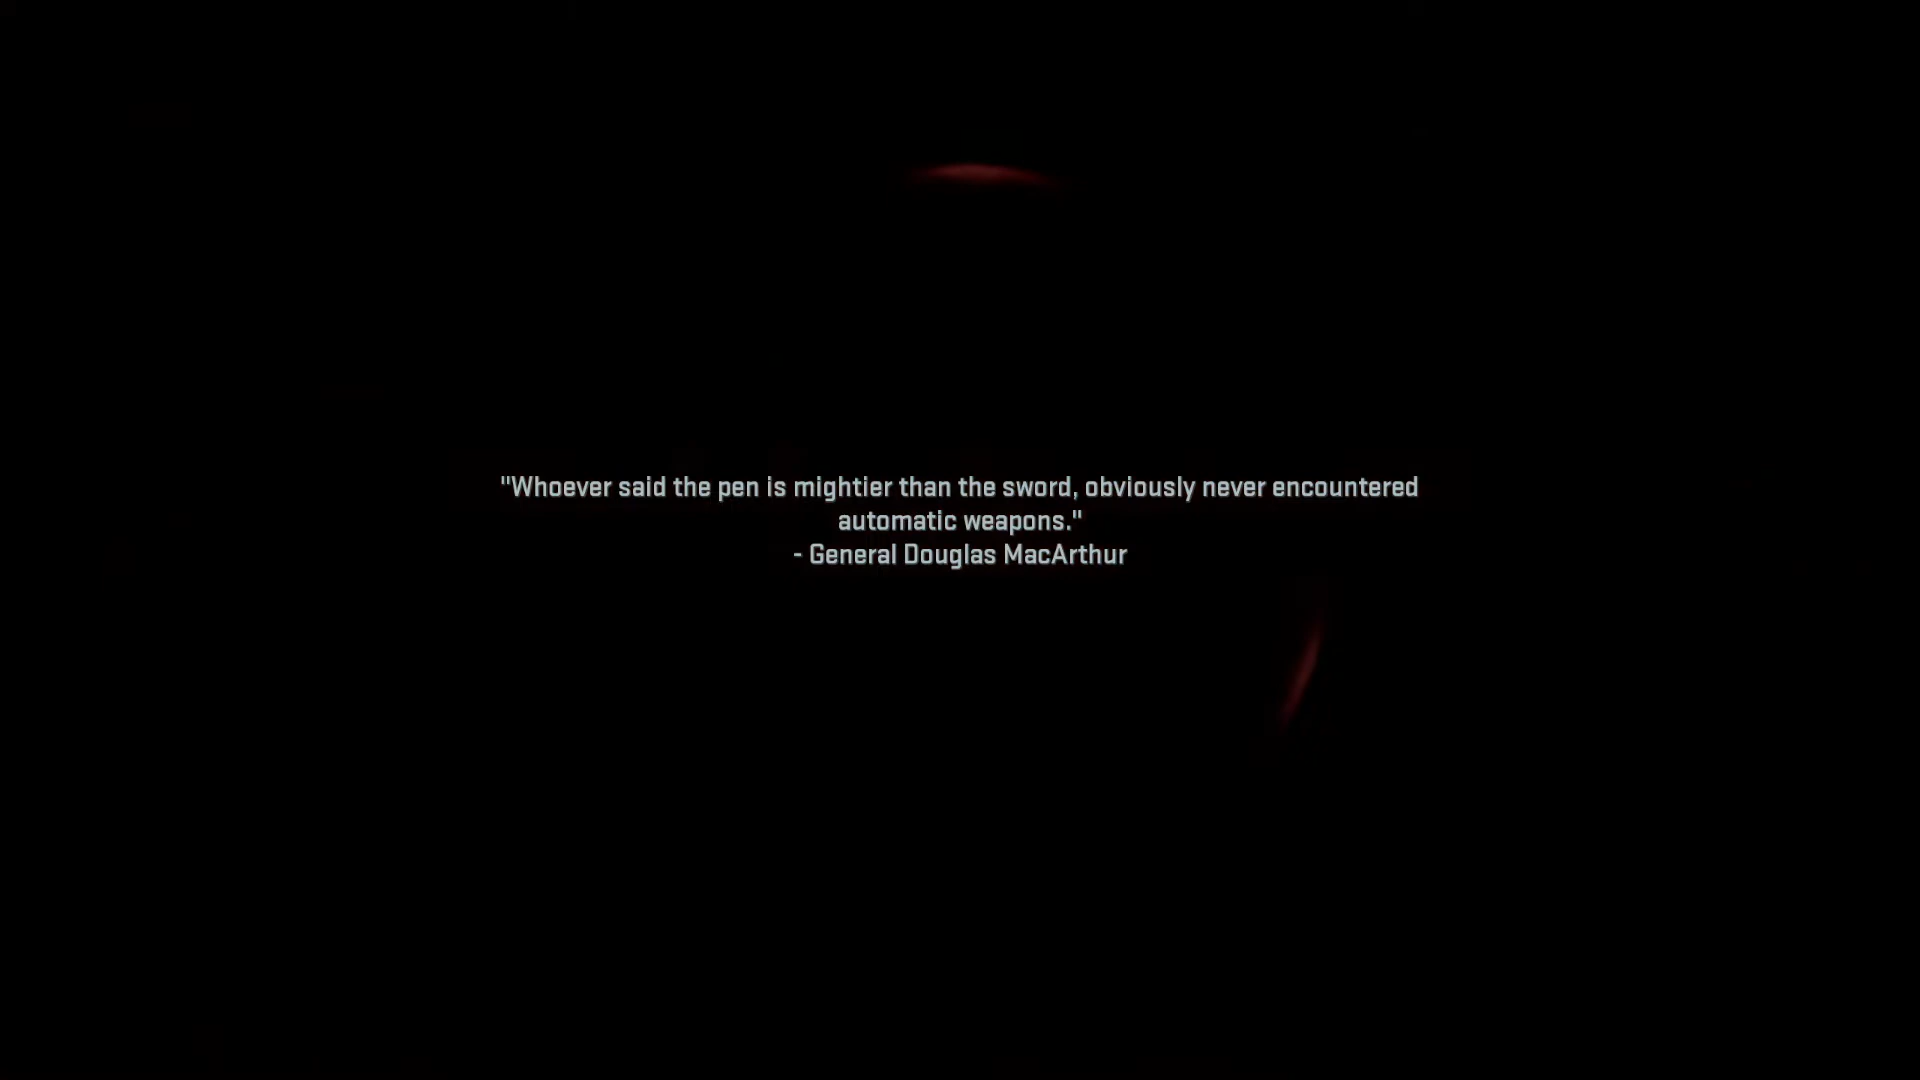 "Whoever said the pen is mightier than the sword, obviously never encountered
automatic weapons."
- General Douglas MacArthur